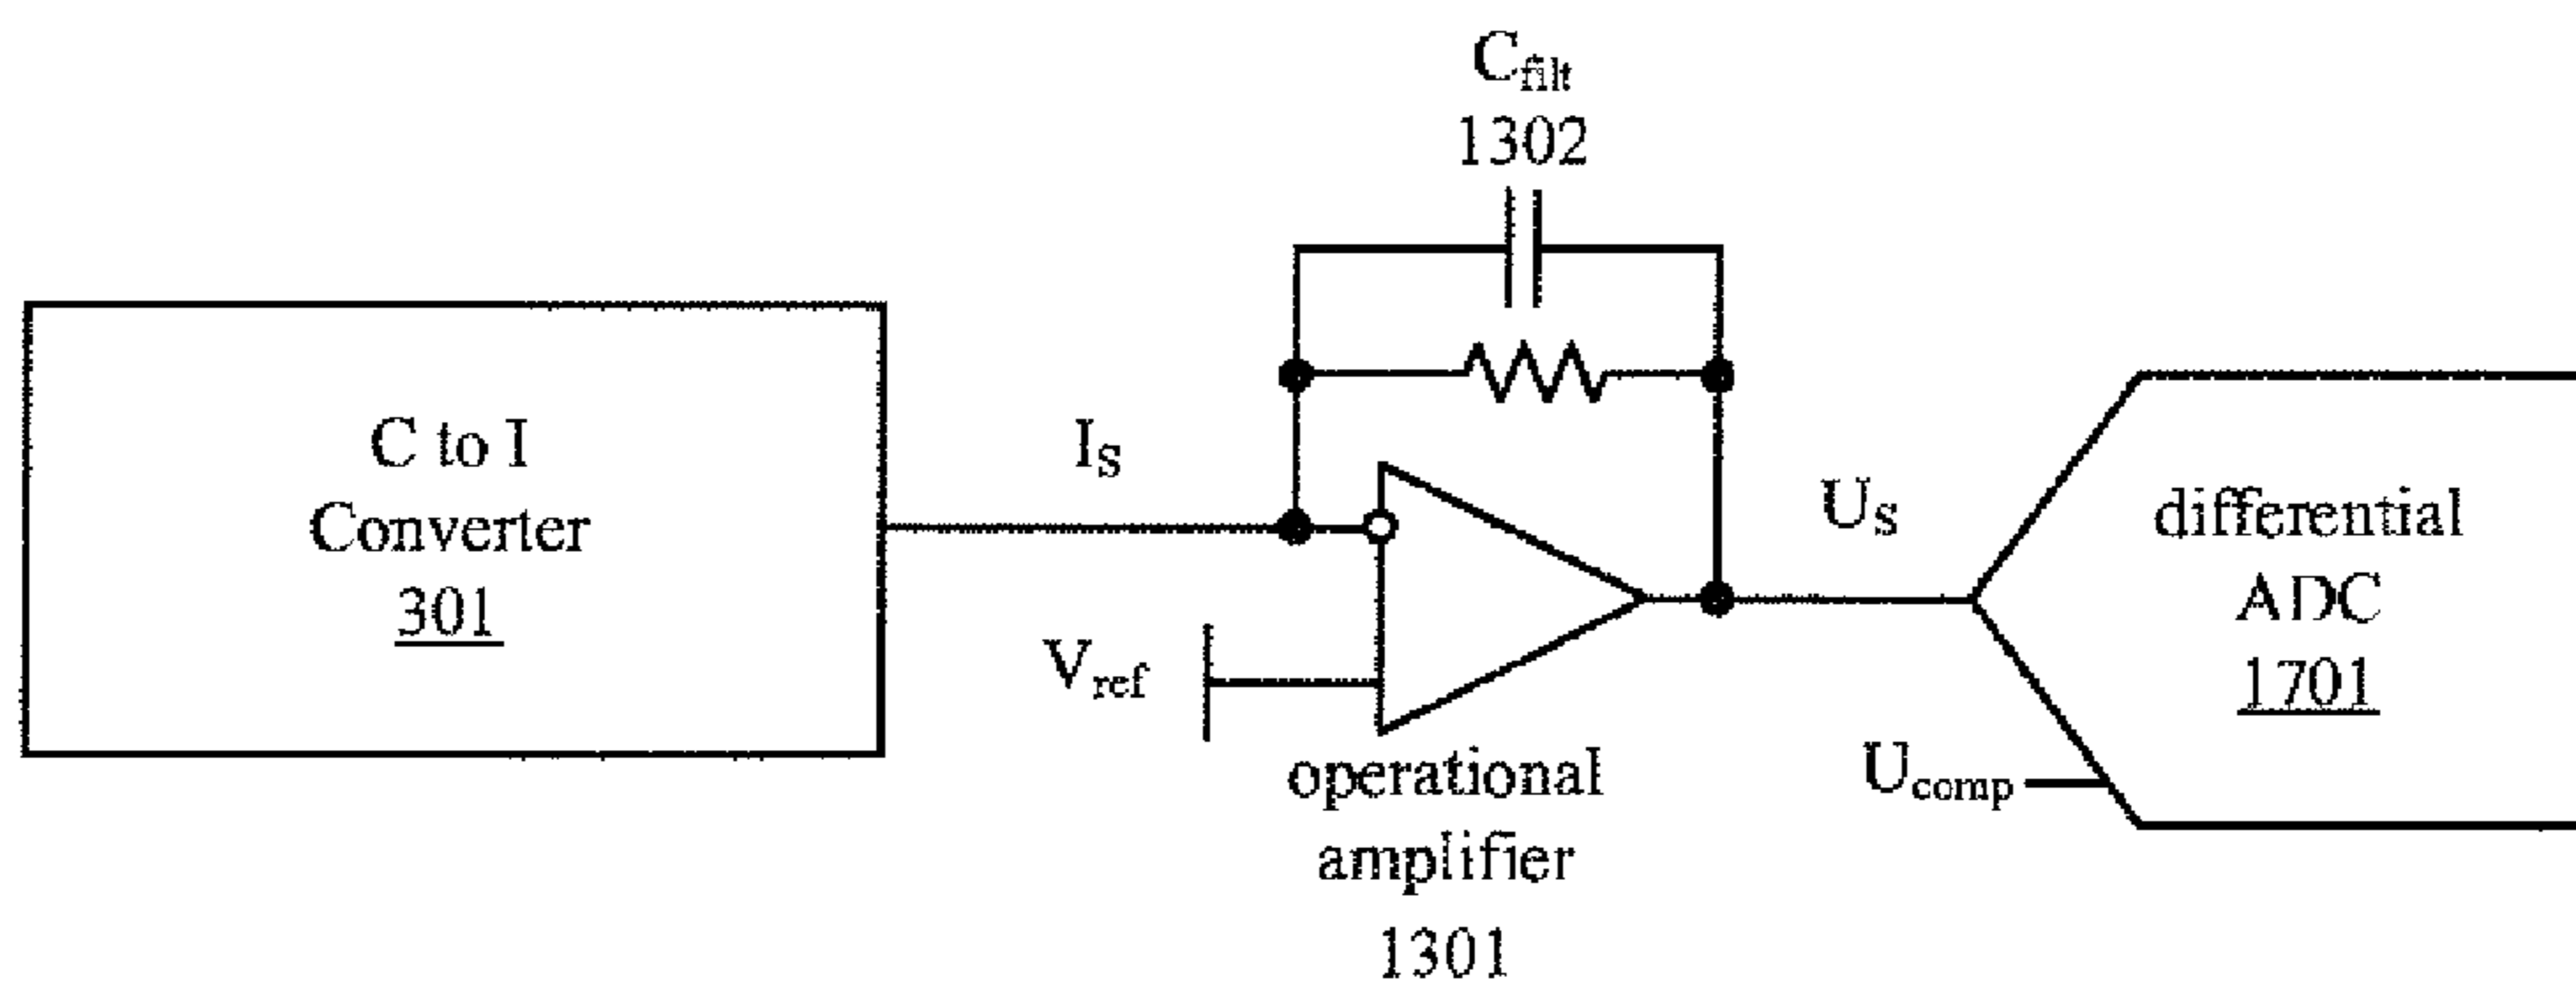 C_filt
1302
C to I
Converter
301
I_S
V_ref
operational
amplifier
1301
U_S
U_comp
differential
ADC
1701